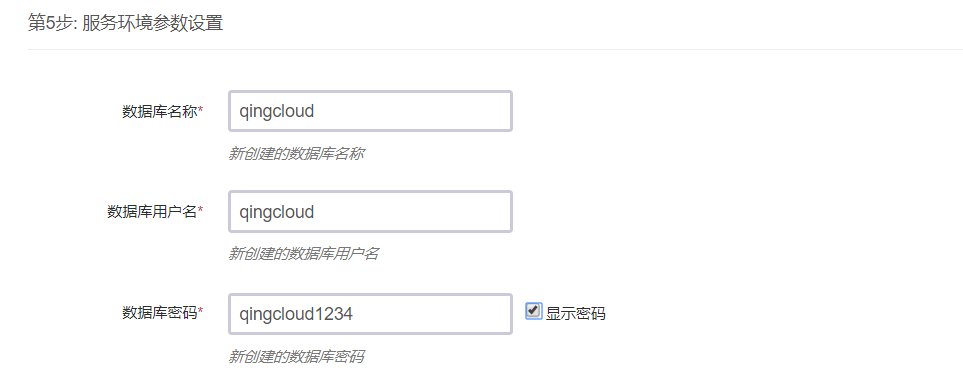 第5步: 服务环境参数设置
数据库名称* qingcloud
新创建的数据库名称
数据库用户名* qingcloud
新创建的数据库用户名
数据库密码* qingcloud1234 显示密码
新创建的数据库密码